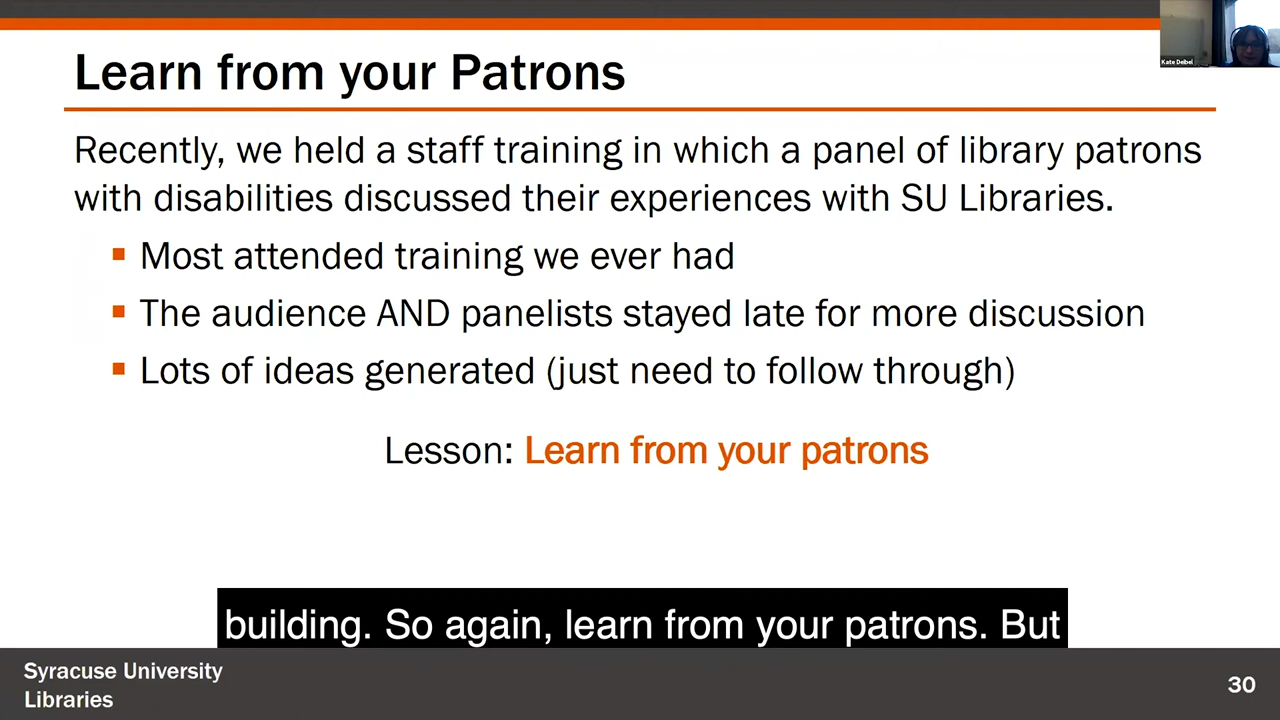 Kate Deibel
Learn from your Patrons
Recently, we held a staff training in which a panel of library patrons
with disabilities discussed their experiences with SU Libraries.
Most attended training we ever had
The audience AND panelists stayed late for more discussion
Lots of ideas generated (just need to follow through)
Lesson: Learn from your patrons
building. So again, learn from your patrons. But
Syracuse University
Libraries
30